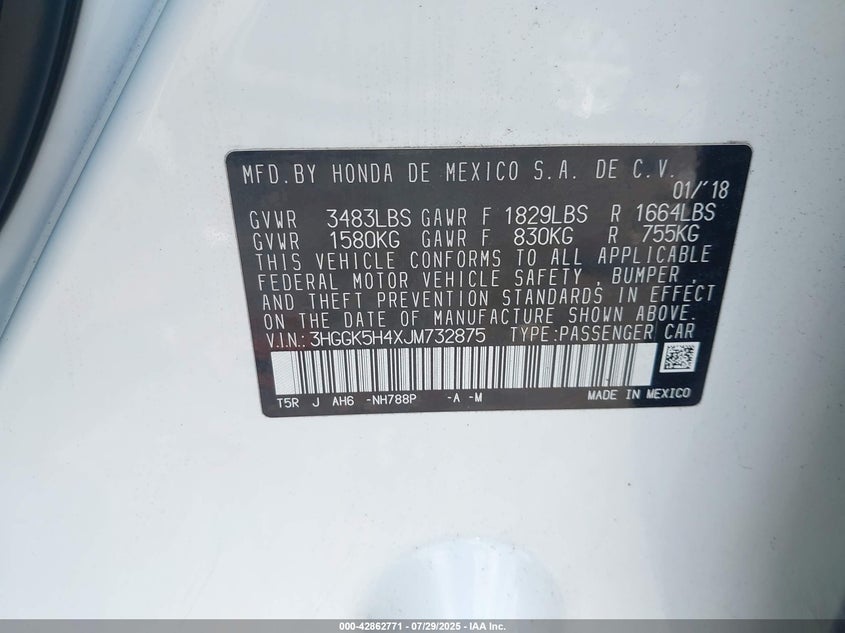 MFD.BY HONDA DE MEXICO S.A. DE C.V.
01/'18
GVWR 3483LBS GAWR F 1829LBS R 1664LBS
GVWR 1580KG GAWR F 830KG R 755KG
THIS VEHICLE CONFORMS TO ALL APPLICABLE
FEDERAL MOTOR VEHICLE SAFETY , BUMPER ,
AND THEFT PREVENTION STANDARDS IN EFFECT
ON THE DATE OF MANUFACTURE SHOWN ABOVE.
V.I.N.: 3HGGK5H4XJM732875 TYPE:PASSENGER CAR
T5R J AH6 -NH788P -A -M MADE IN MEXICO
000-42862771 - 07/29/2025 - IAA Inc.